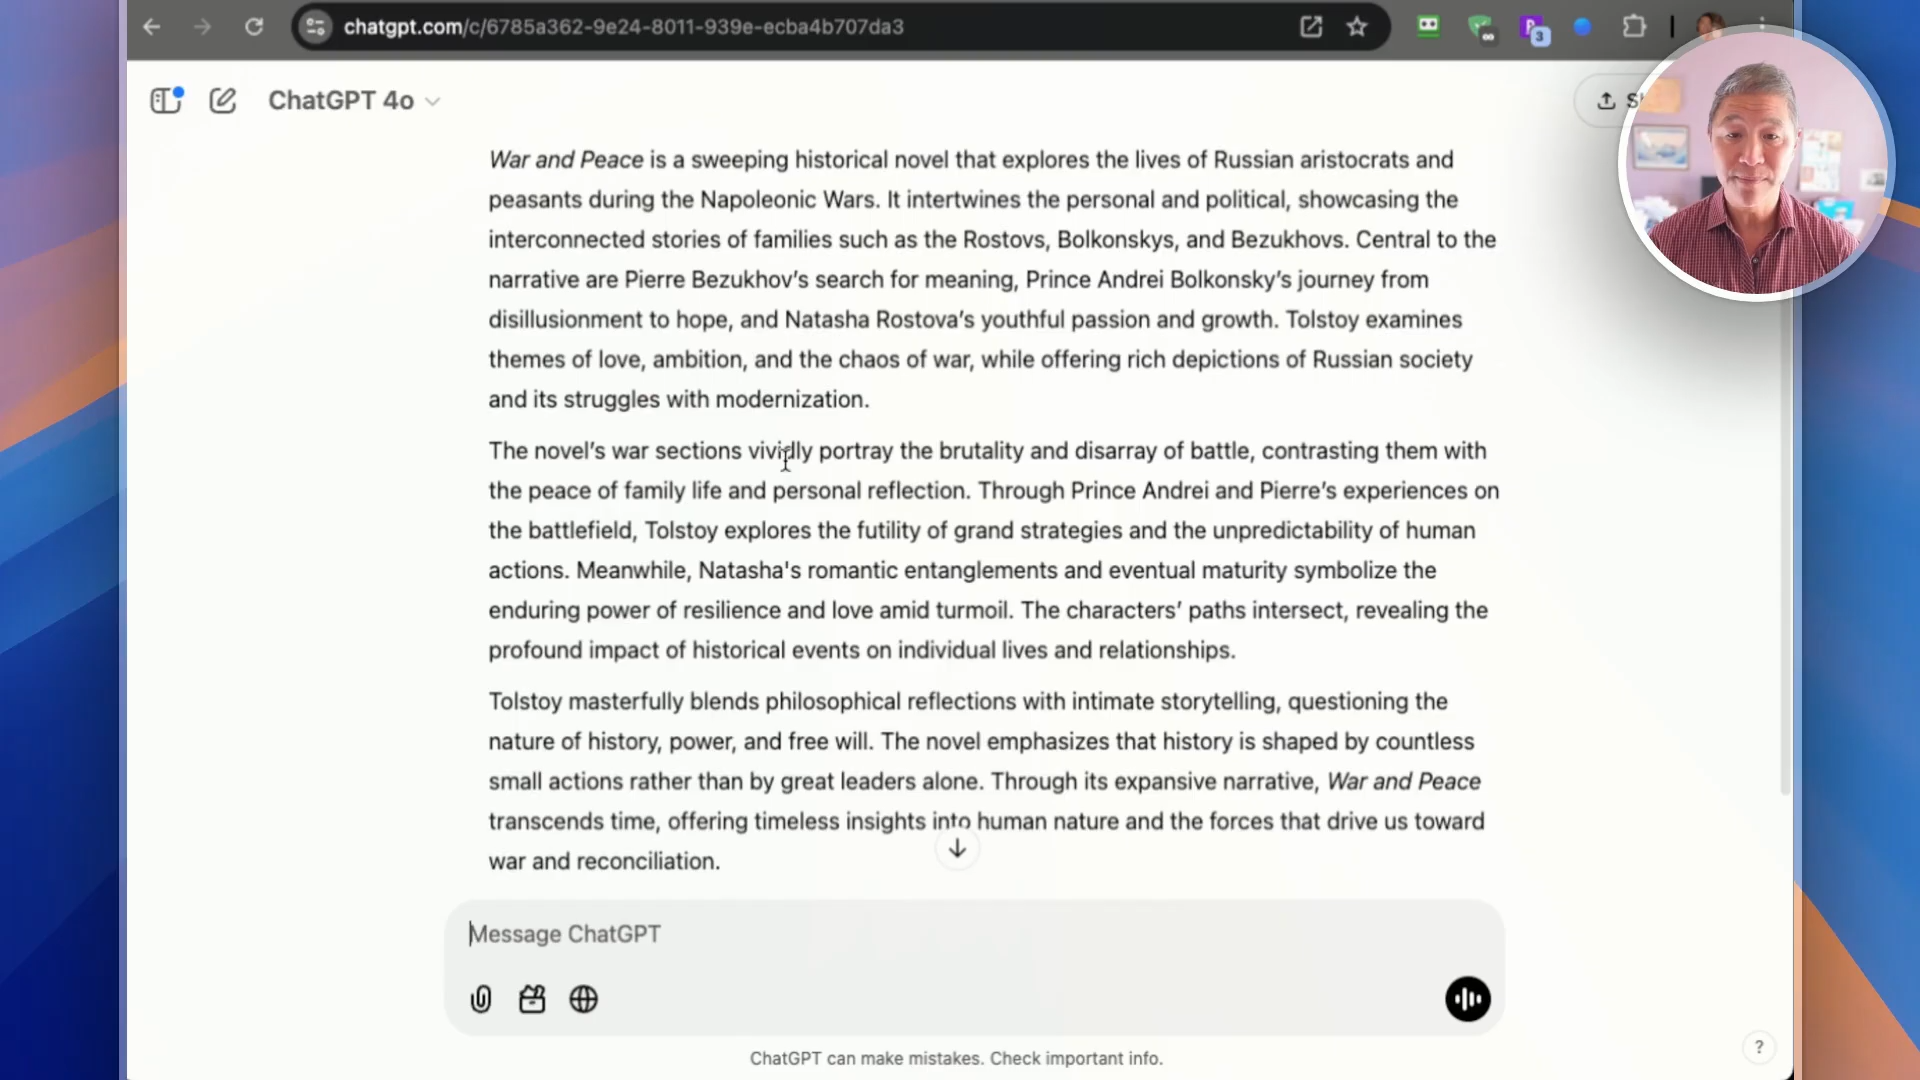 chatgpt.com/c/6785a362-9e24-8011-939e-ecba4b707da3
3
ChatGPT 4o
War and Peace is a sweeping historical novel that explores the lives of Russian aristocrats and
peasants during the Napoleonic Wars. It intertwines the personal and political, showcasing the
interconnected stories of families such as the Rostovs, Bolkonskys, and Bezukhovs. Central to the
narrative are Pierre Bezukhov’s search for meaning, Prince Andrei Bolkonsky’s journey from
disillusionment to hope, and Natasha Rostova’s youthful passion and growth. Tolstoy examines
themes of love, ambition, and the chaos of war, while offering rich depictions of Russian society
and its struggles with modernization.
The novel’s war sections vividly portray the brutality and disarray of battle, contrasting them with
the peace of family life and personal reflection. Through Prince Andrei and Pierre’s experiences on
the battlefield, Tolstoy explores the futility of grand strategies and the unpredictability of human
actions. Meanwhile, Natasha's romantic entanglements and eventual maturity symbolize the
enduring power of resilience and love amid turmoil. The characters’ paths intersect, revealing the
profound impact of historical events on individual lives and relationships.
Tolstoy masterfully blends philosophical reflections with intimate storytelling, questioning the
nature of history, power, and free will. The novel emphasizes that history is shaped by countless
small actions rather than by great leaders alone. Through its expansive narrative, War and Peace
transcends time, offering timeless insights into human nature and the forces that drive us toward
war and reconciliation.
Message ChatGPT
ChatGPT can make mistakes. Check important info.
?